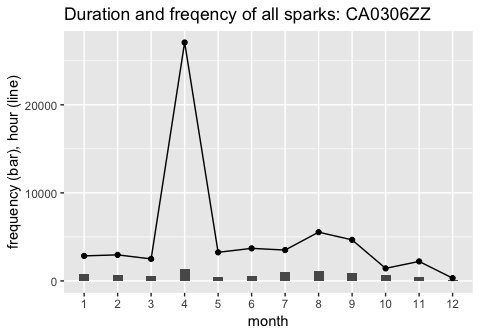 Duration and freqency of all sparks: CA0306ZZ
frequency (bar), hour (line)
20000
10000
0
1 2 3 4 5 6 7 8 9 10 11 12
month